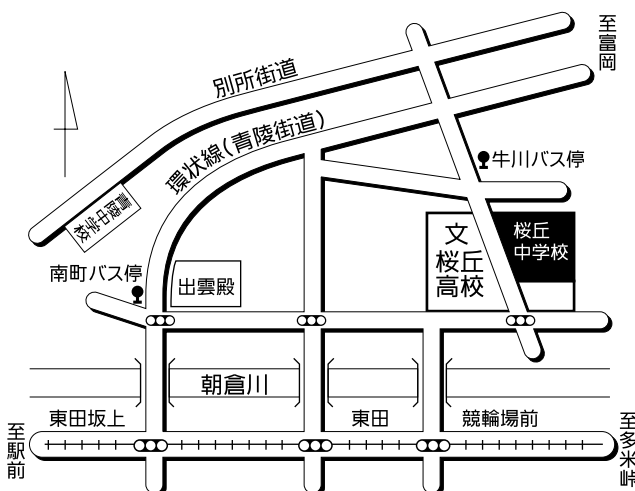 至富岡
別所街道
環状線(青陵街道)
牛川バス停
青陵中学校
文
桜丘
高校
桜丘
中学校
南町バス停
出雲殿
朝倉川
東田坂上
東田
競輪場前
至駅前
至多米峠